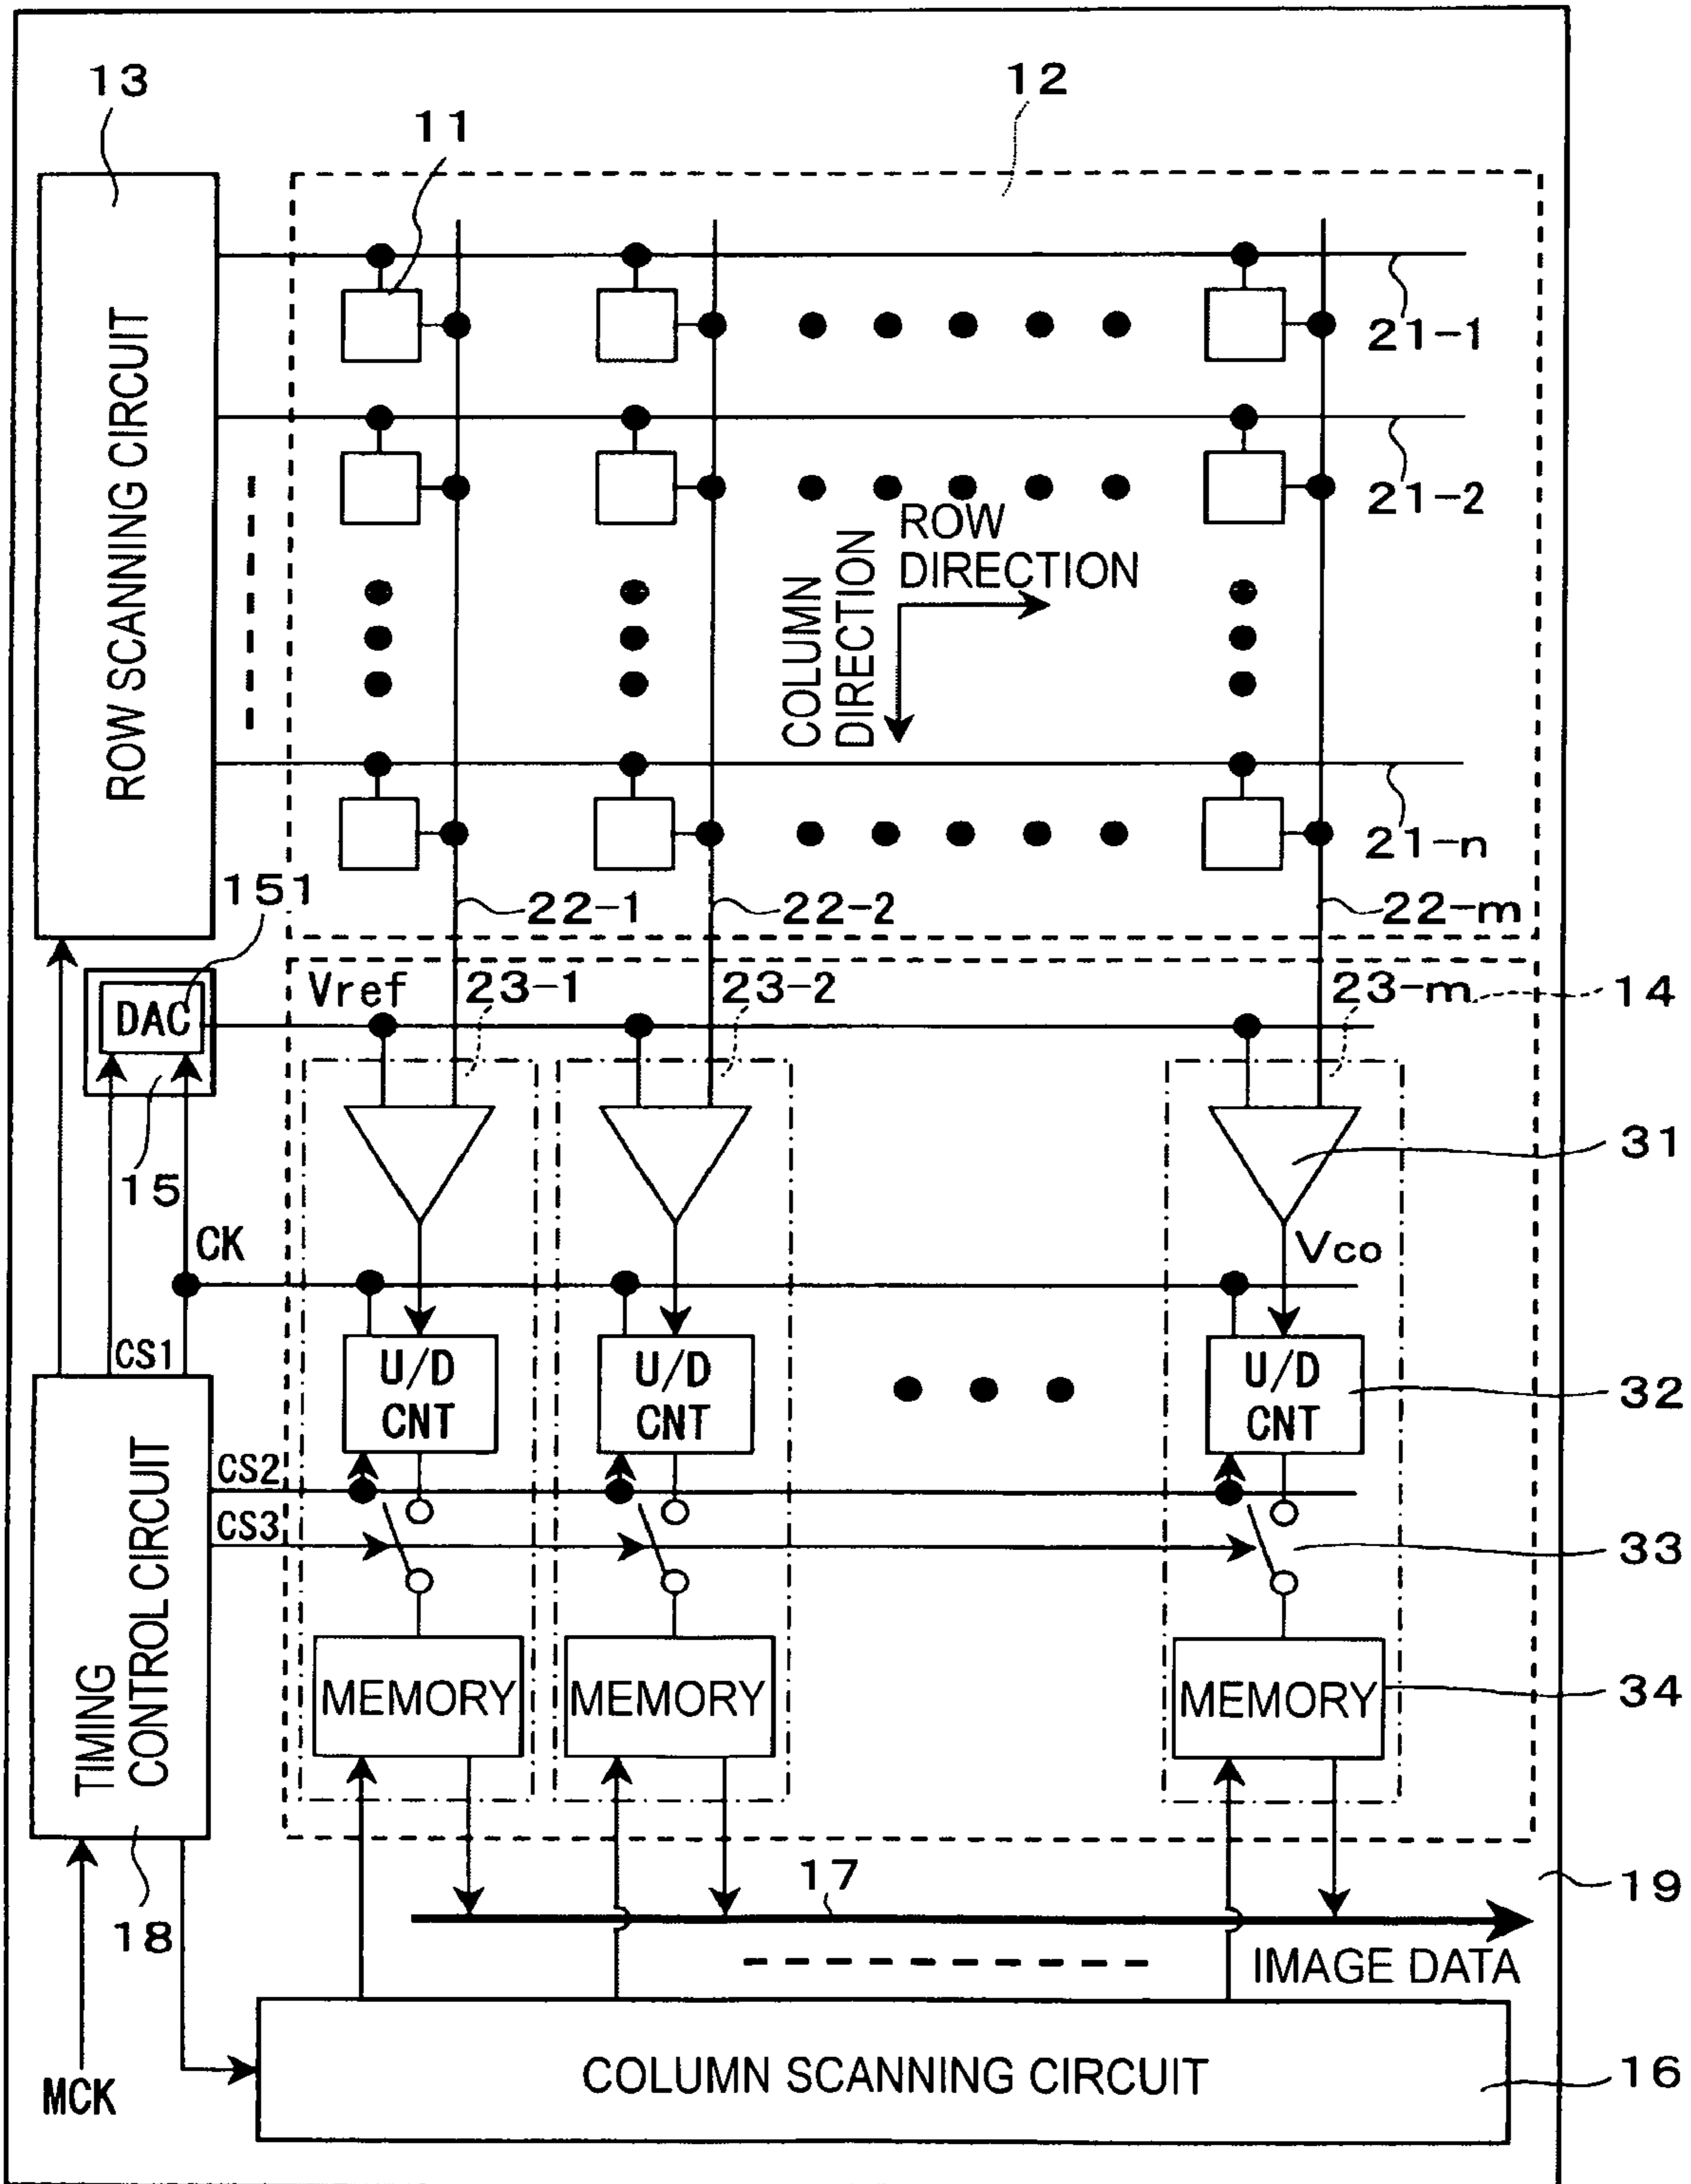 13
12
11
ROW SCANNING CIRCUIT
21-1
21-2
ROW
DIRECTION
COLUMN
DIRECTION
21-n
151
22-1
22-2
22-m
Vref
23-1
23-2
23-m
14
DAC
15
31
CK
Vco
CS1
U/D
CNT
U/D
CNT
U/D
CNT
32
CS2
CS3
33
TIMING
CONTROL CIRCUIT
MEMORY
MEMORY
MEMORY
34
18
17
19
IMAGE DATA
MCK
COLUMN SCANNING CIRCUIT
16